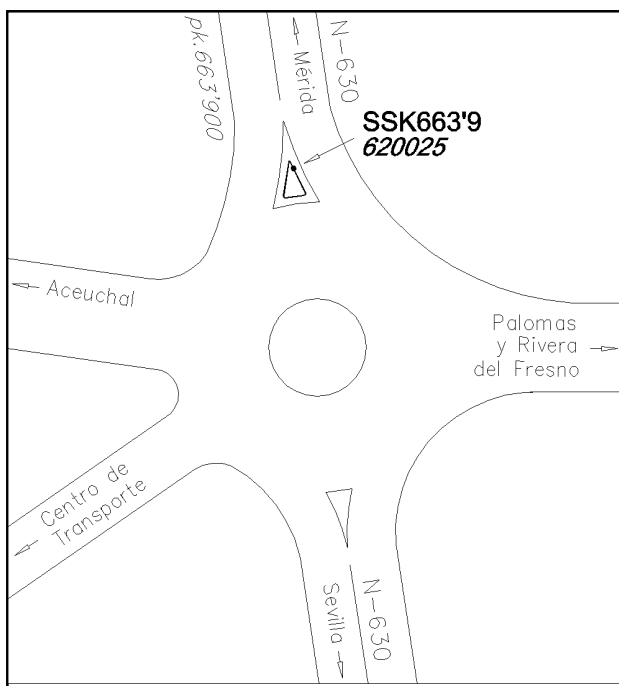 pk.663'900
Mérida
N-630
SSK663'9
620025
Aceuchal
Palomas
y Rivera
del Fresno
Centro de
Transporte
Sevilla
N-630